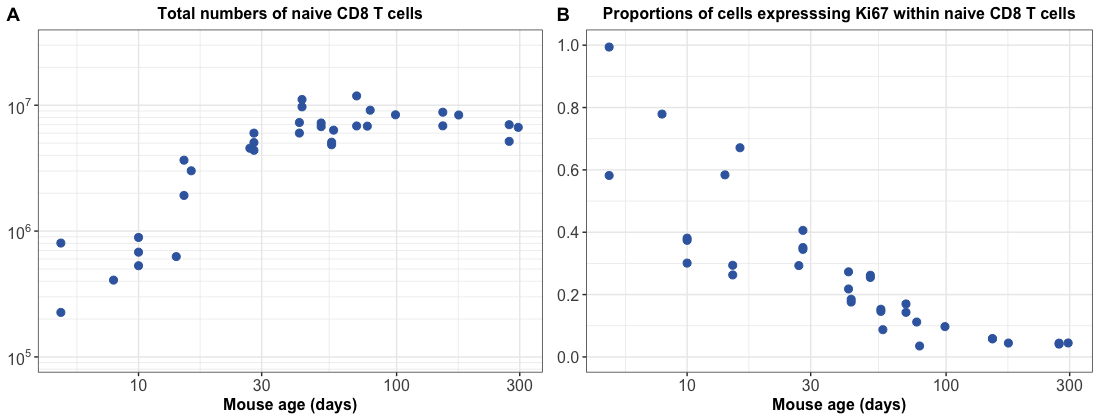 A Total numbers of naive CD8 T cells
10^7
10^6
10^5
10 30 100 300
Mouse age (days)
B Proportions of cells expresssing Ki67 within naive CD8 T cells
1.0
0.8
0.6
0.4
0.2
0.0
10 30 100 300
Mouse age (days)